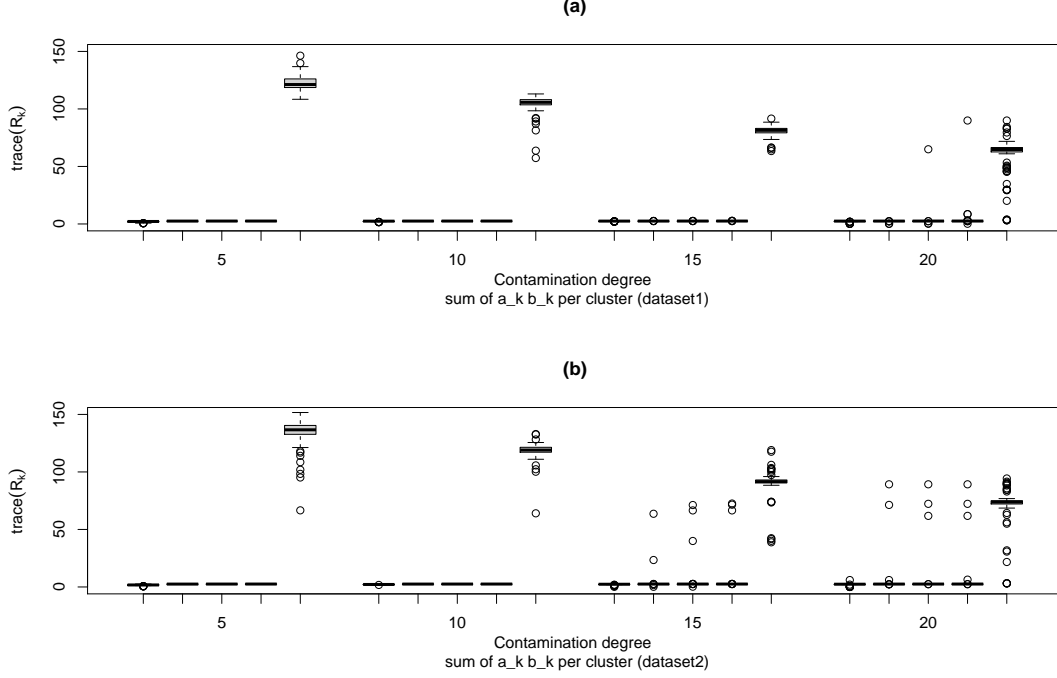 (a)
150
100
50
0
trace(R_k)
5 10 15 20
Contamination degree
sum of a_k b_k per cluster (dataset1)
(b)
150
100
50
0
trace(R_k)
5 10 15 20
Contamination degree
sum of a_k b_k per cluster (dataset2)